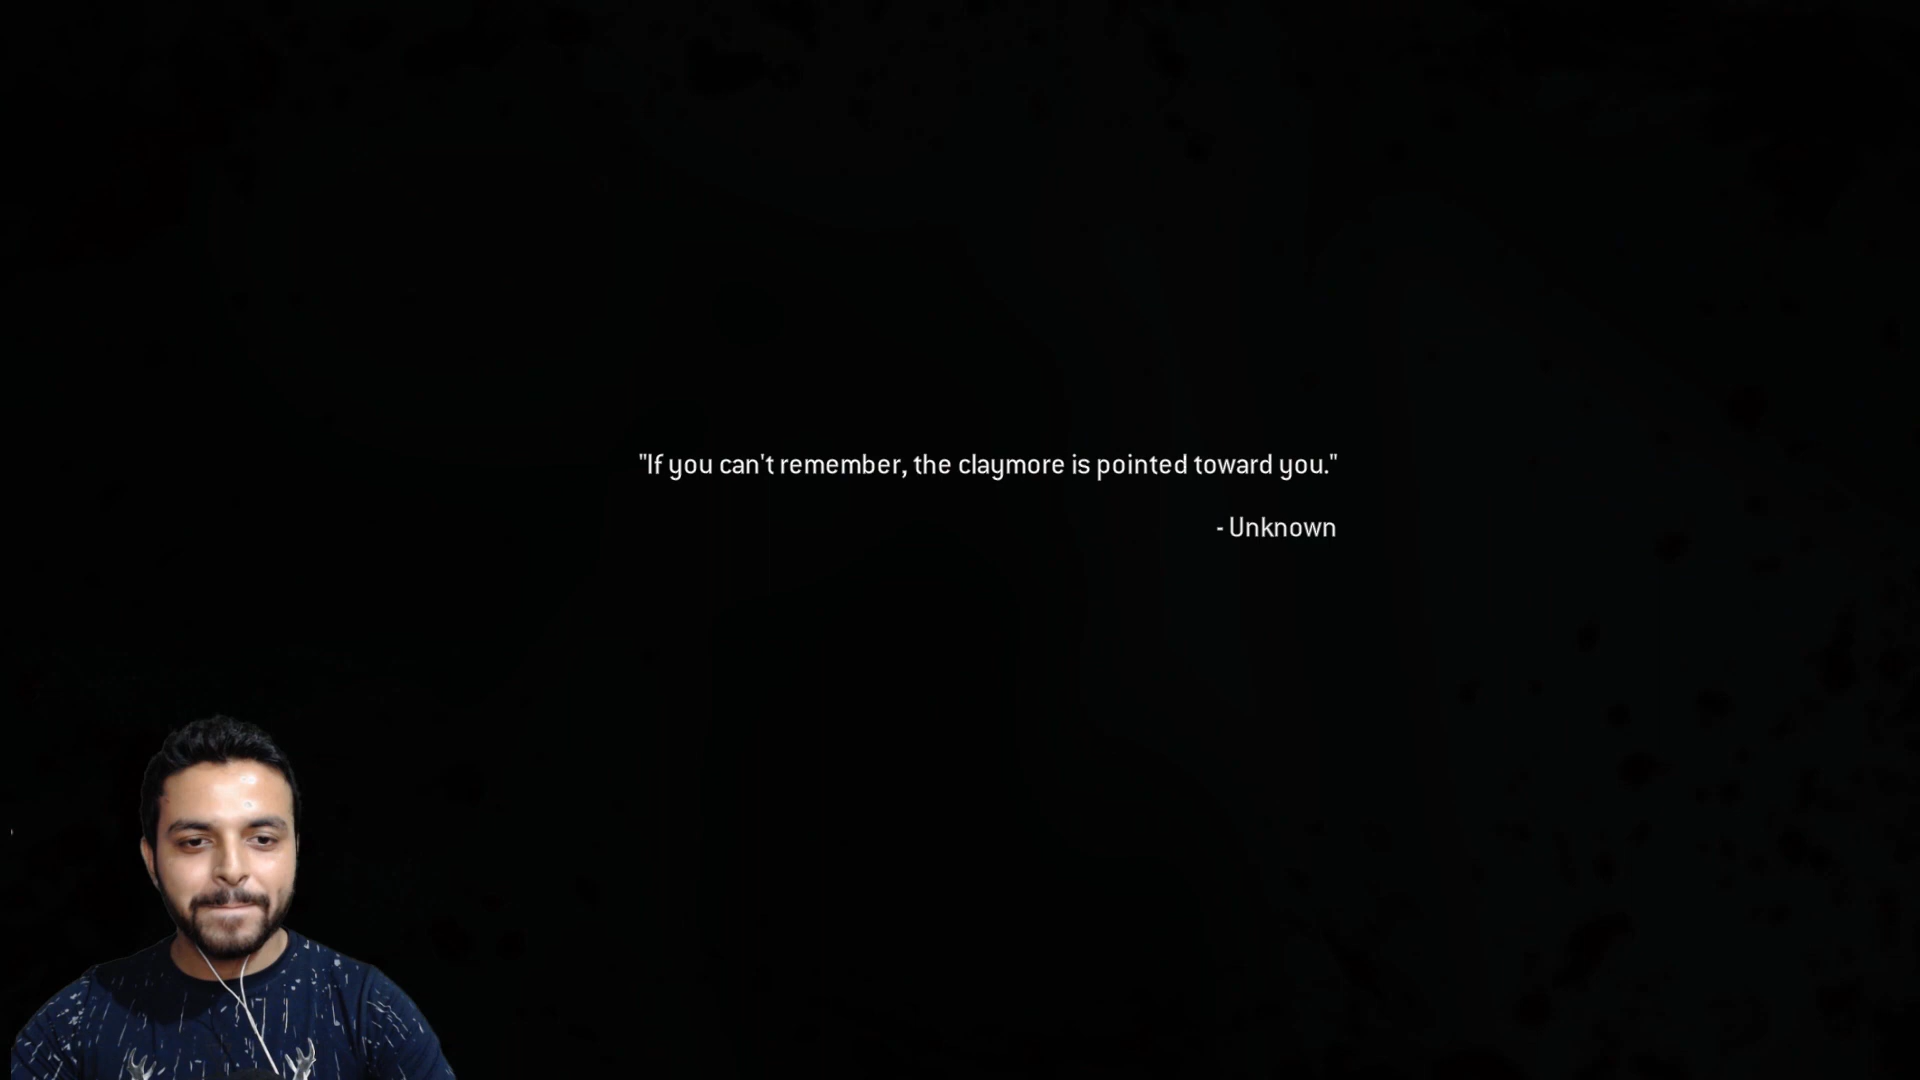 "If you can't remember, the claymore is pointed toward you."
- Unknown